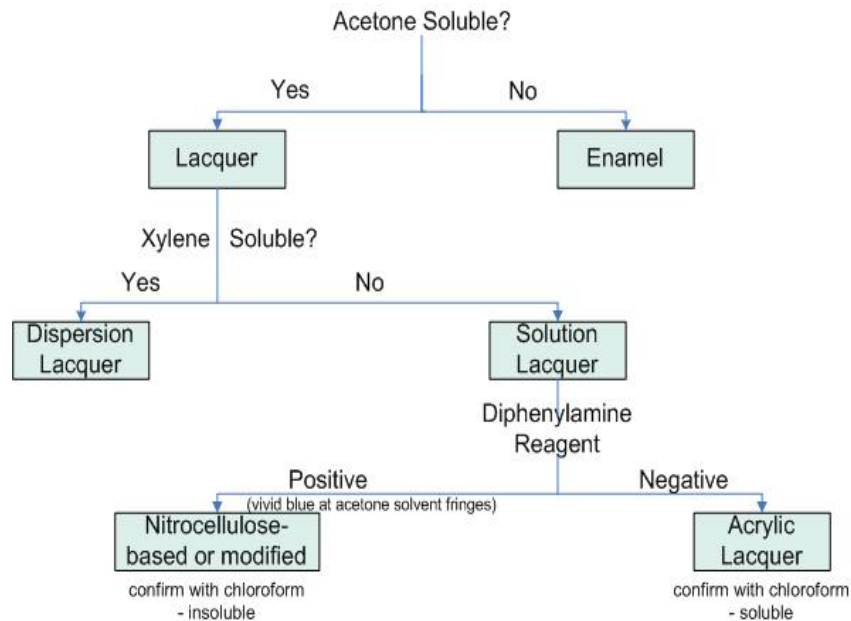 Acetone Soluble?
Yes
No
Lacquer
Enamel
Xylene
Soluble?
Yes
No
Dispersion
Lacquer
Solution
Lacquer
Diphenylamine
Reagent
Positive
(vivid blue at acetone solvent fringes)
Negative
Nitrocellulose-
based or modified
confirm with chloroform
- insoluble
Acrylic
Lacquer
confirm with chloroform
- soluble